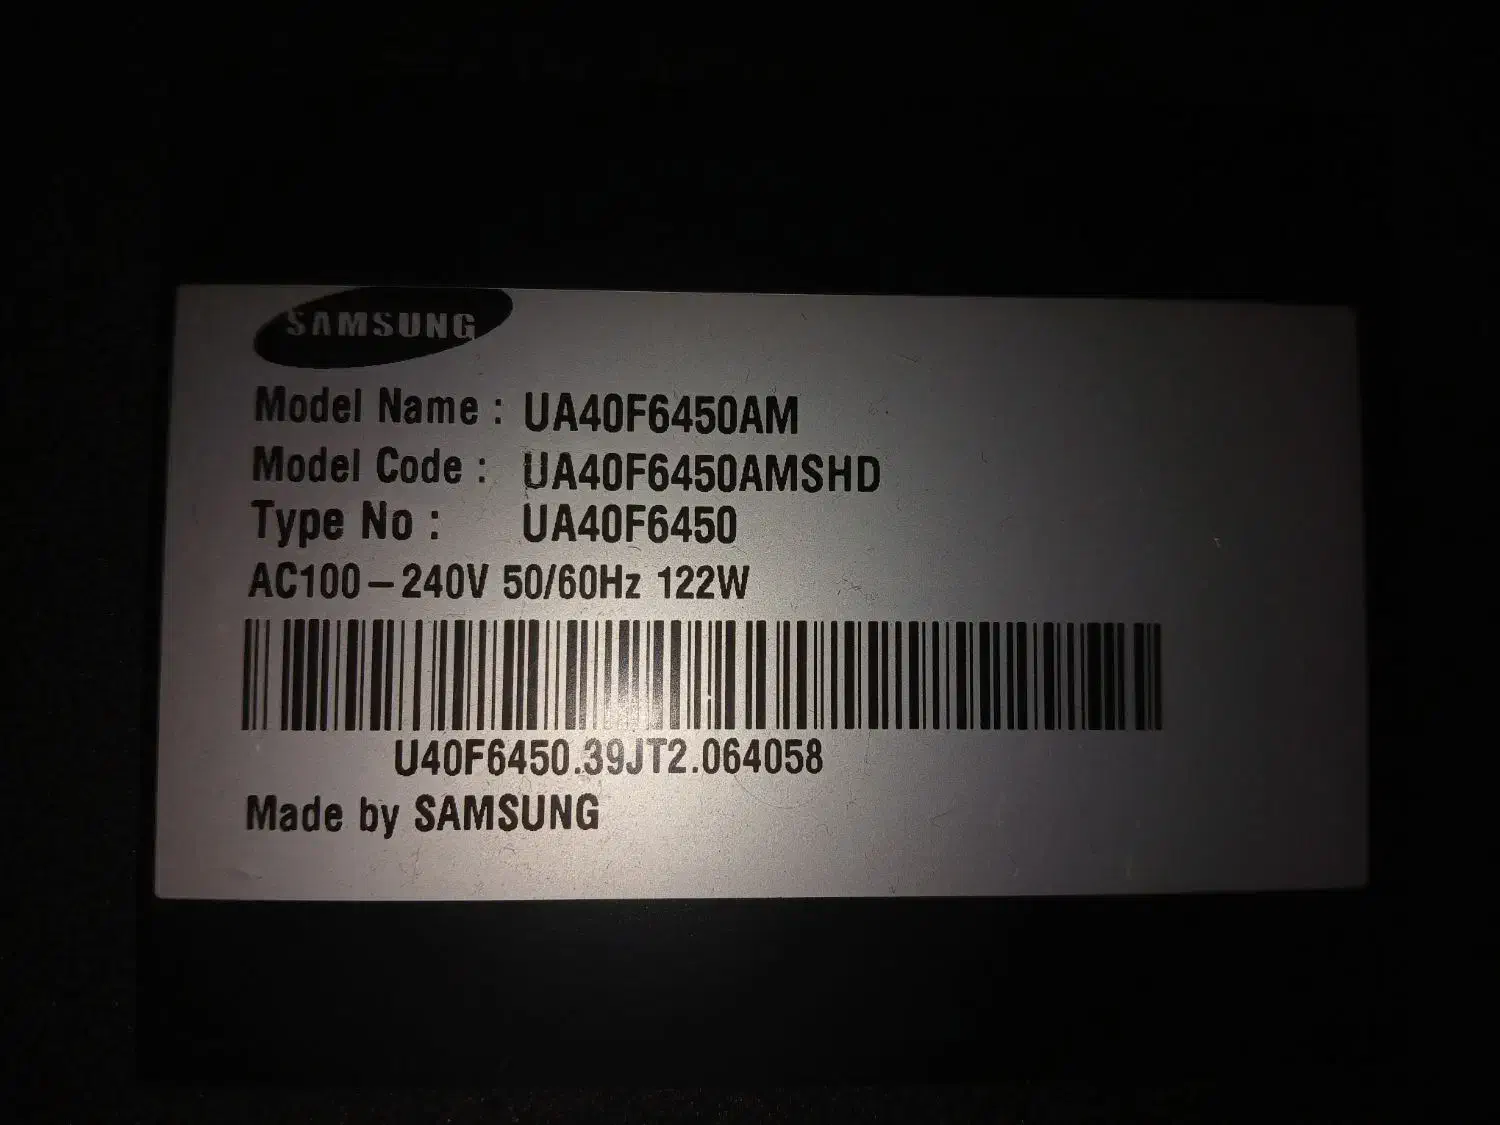 SAMSUNG
Model Name : UA40F6450AM
Model Code : UA40F6450AMSHD
Type No : UA40F6450
AC100-240V 50/60Hz 122W
U40F6450.39JT2.064058
Made by SAMSUNG